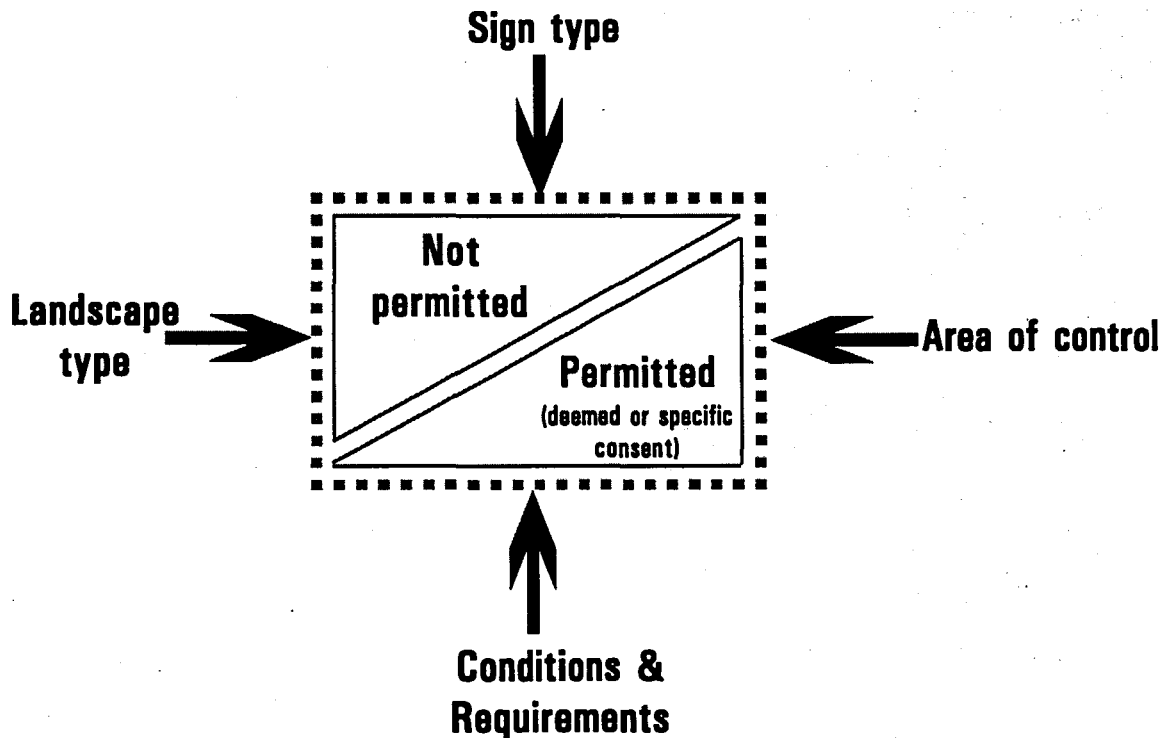 Sign type
Not
permitted
Landscape
type
Area of control
Permitted
(deemed or specific
consent)
Conditions &
Requirements